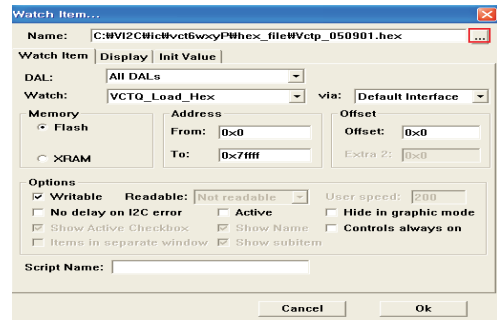 Watch Item...
Name: C:₩VI2C₩ic₩vct6wxyP₩hex_file₩Vctp_050901.hex ...
Watch Item Display Init Value
DAL: All DALs
Watch: VCTQ_Load_Hex via: Default Interface
Memory Address Offset
Flash From: 0x0 Offset: 0x0
XRAM To: 0x7ffff Extra 2: 0x0
Options
Writable Readable: Not readable User speed: 200
No delay on I2C error Active Hide in graphic mode
Show Active Checkbox Show Name Controls always on
Items in separate window Show subitem
Script Name:
Cancel Ok